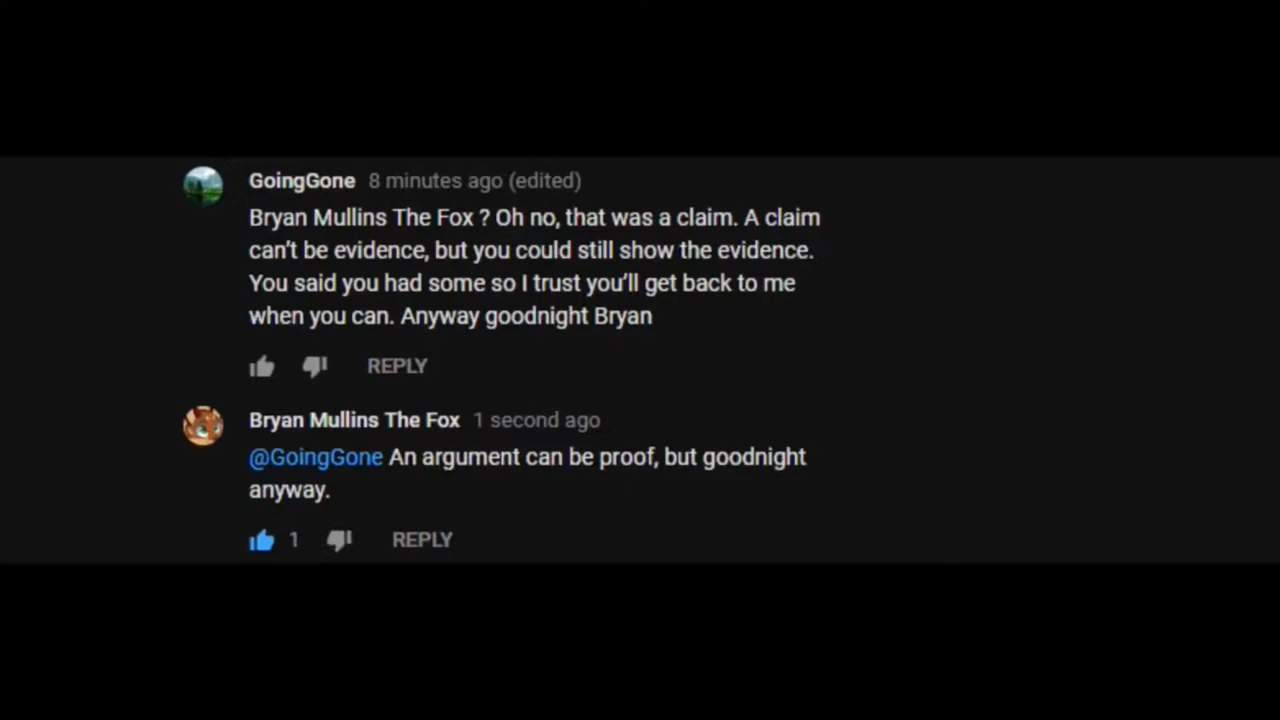 GoingGone 8 minutes ago (edited)
Bryan Mullins The Fox ? Oh no, that was a claim. A claim
can't be evidence, but you could still show the evidence.
You said you had some so I trust you'll get back to me
when you can. Anyway goodnight Bryan
REPLY
Bryan Mullins The Fox 1 second ago
@GoingGone An argument can be proof, but goodnight
anyway.
1 REPLY